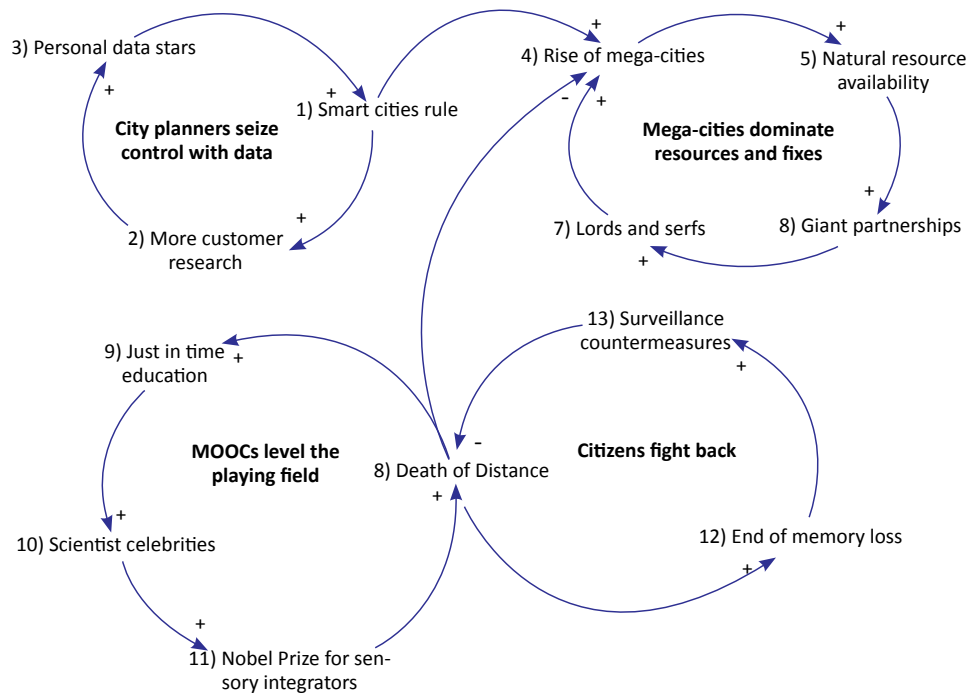 3) Personal data stars
+
+
1) Smart cities rule
City planners seize
control with data
+
+
2) More customer
research
+
4) Rise of mega-cities
+
5) Natural resource
availability
-
+
Mega-cities dominate
resources and fixes
+
7) Lords and serfs
8) Giant partnerships
+
13) Surveillance
countermeasures
+
9) Just in time
education
+
MOOCs level the
playing field
-
Citizens fight back
8) Death of Distance
+
+
10) Scientist celebrities
12) End of memory loss
+
+
11) Nobel Prize for sen-
sory integrators